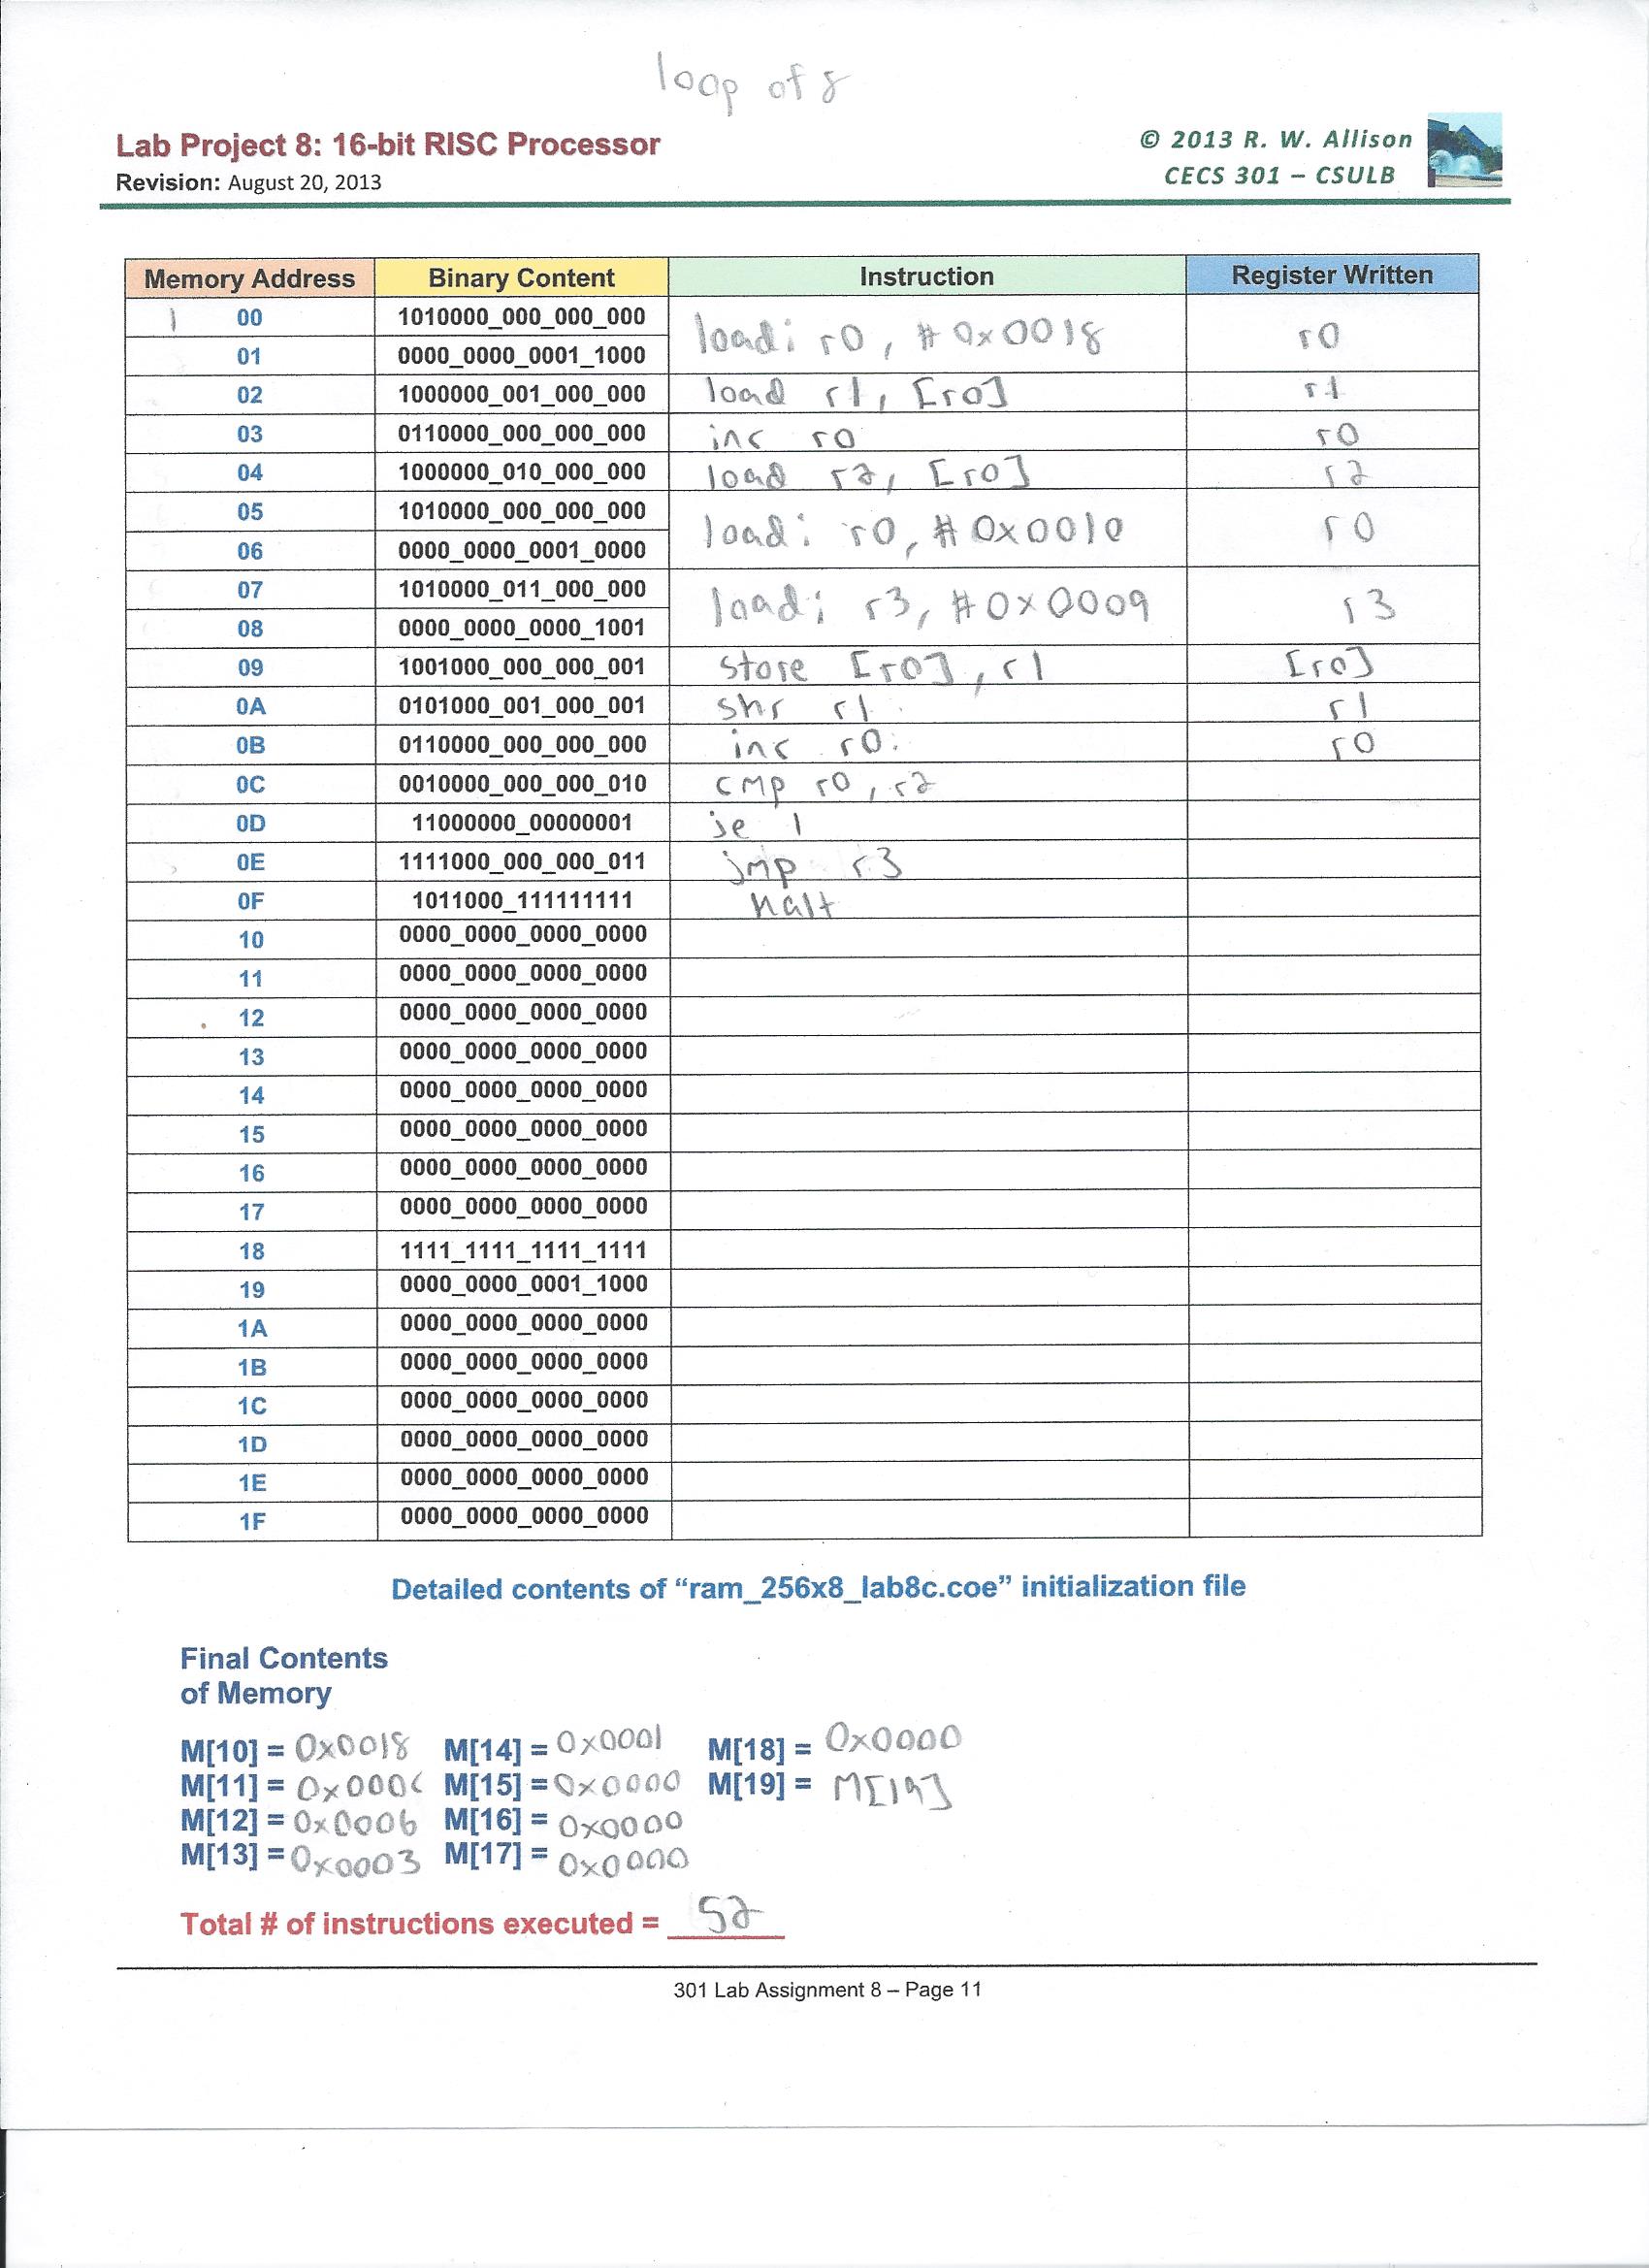 loop of 8
Lab Project 8: 16-bit RISC Processor
Revision: August 20, 2013
© 2013 R. W. Allison
CECS 301 – CSULB
Memory Address Binary Content Instruction Register Written
1 00 1010000_000_000_000 loadi r0, #0x0018 r0
01 0000_0000_0001_1000
02 1000000_001_000_000 load r1, [r0] r1
03 0110000_000_000_000 inc r0 r0
04 1000000_010_000_000 load r2, [r0] r2
05 1010000_000_000_000 loadi r0, #0x0010 r0
06 0000_0000_0001_0000
07 1010000_011_000_000 loadi r3, #0x0009 r3
08 0000_0000_0000_1001
09 1001000_000_000_001 store [r0], r1 [r0]
0A 0101000_001_000_001 shr r1 r1
0B 0110000_000_000_000 inc r0 r0
0C 0010000_000_000_010 cmp r0, r2
0D 11000000_00000001 je 1
0E 1111000_000_000_011 jmp r3
0F 1011000_111111111 halt
10 0000_0000_0000_0000
11 0000_0000_0000_0000
12 0000_0000_0000_0000
13 0000_0000_0000_0000
14 0000_0000_0000_0000
15 0000_0000_0000_0000
16 0000_0000_0000_0000
17 0000_0000_0000_0000
18 1111_1111_1111_1111
19 0000_0000_0001_1000
1A 0000_0000_0000_0000
1B 0000_0000_0000_0000
1C 0000_0000_0000_0000
1D 0000_0000_0000_0000
1E 0000_0000_0000_0000
1F 0000_0000_0000_0000
Detailed contents of “ram_256x8_lab8c.coe” initialization file
Final Contents
of Memory
M[10] = 0x0018 M[14] = 0x0001 M[18] = 0x0000
M[11] = 0x000C M[15] = 0x0000 M[19] = M[19]
M[12] = 0x0006 M[16] = 0x0000
M[13] = 0x0003 M[17] = 0x0000
Total # of instructions executed = 52
301 Lab Assignment 8 – Page 11